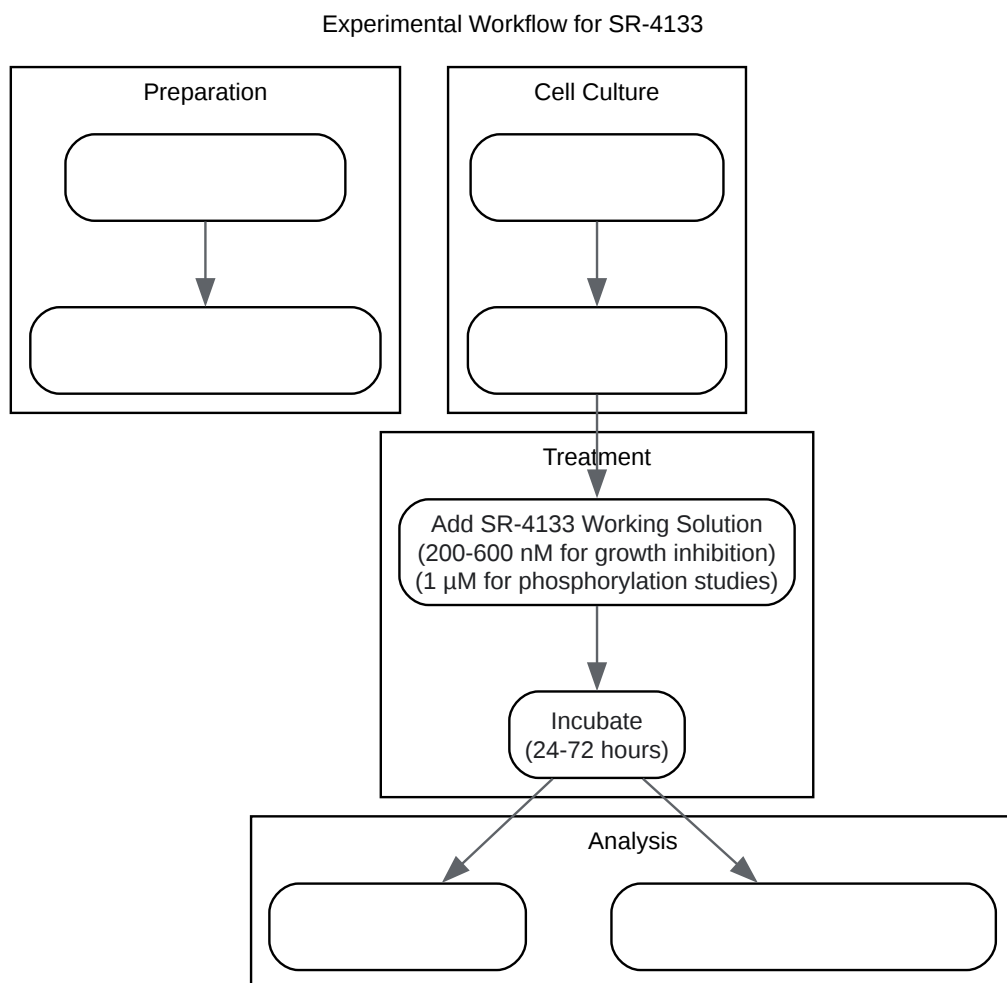 Experimental Workflow for SR-4133
Preparation
Cell Culture
Treatment
Add SR-4133 Working Solution
(200-600 nM for growth inhibition)
(1 µM for phosphorylation studies)
Incubate
(24-72 hours)
Analysis